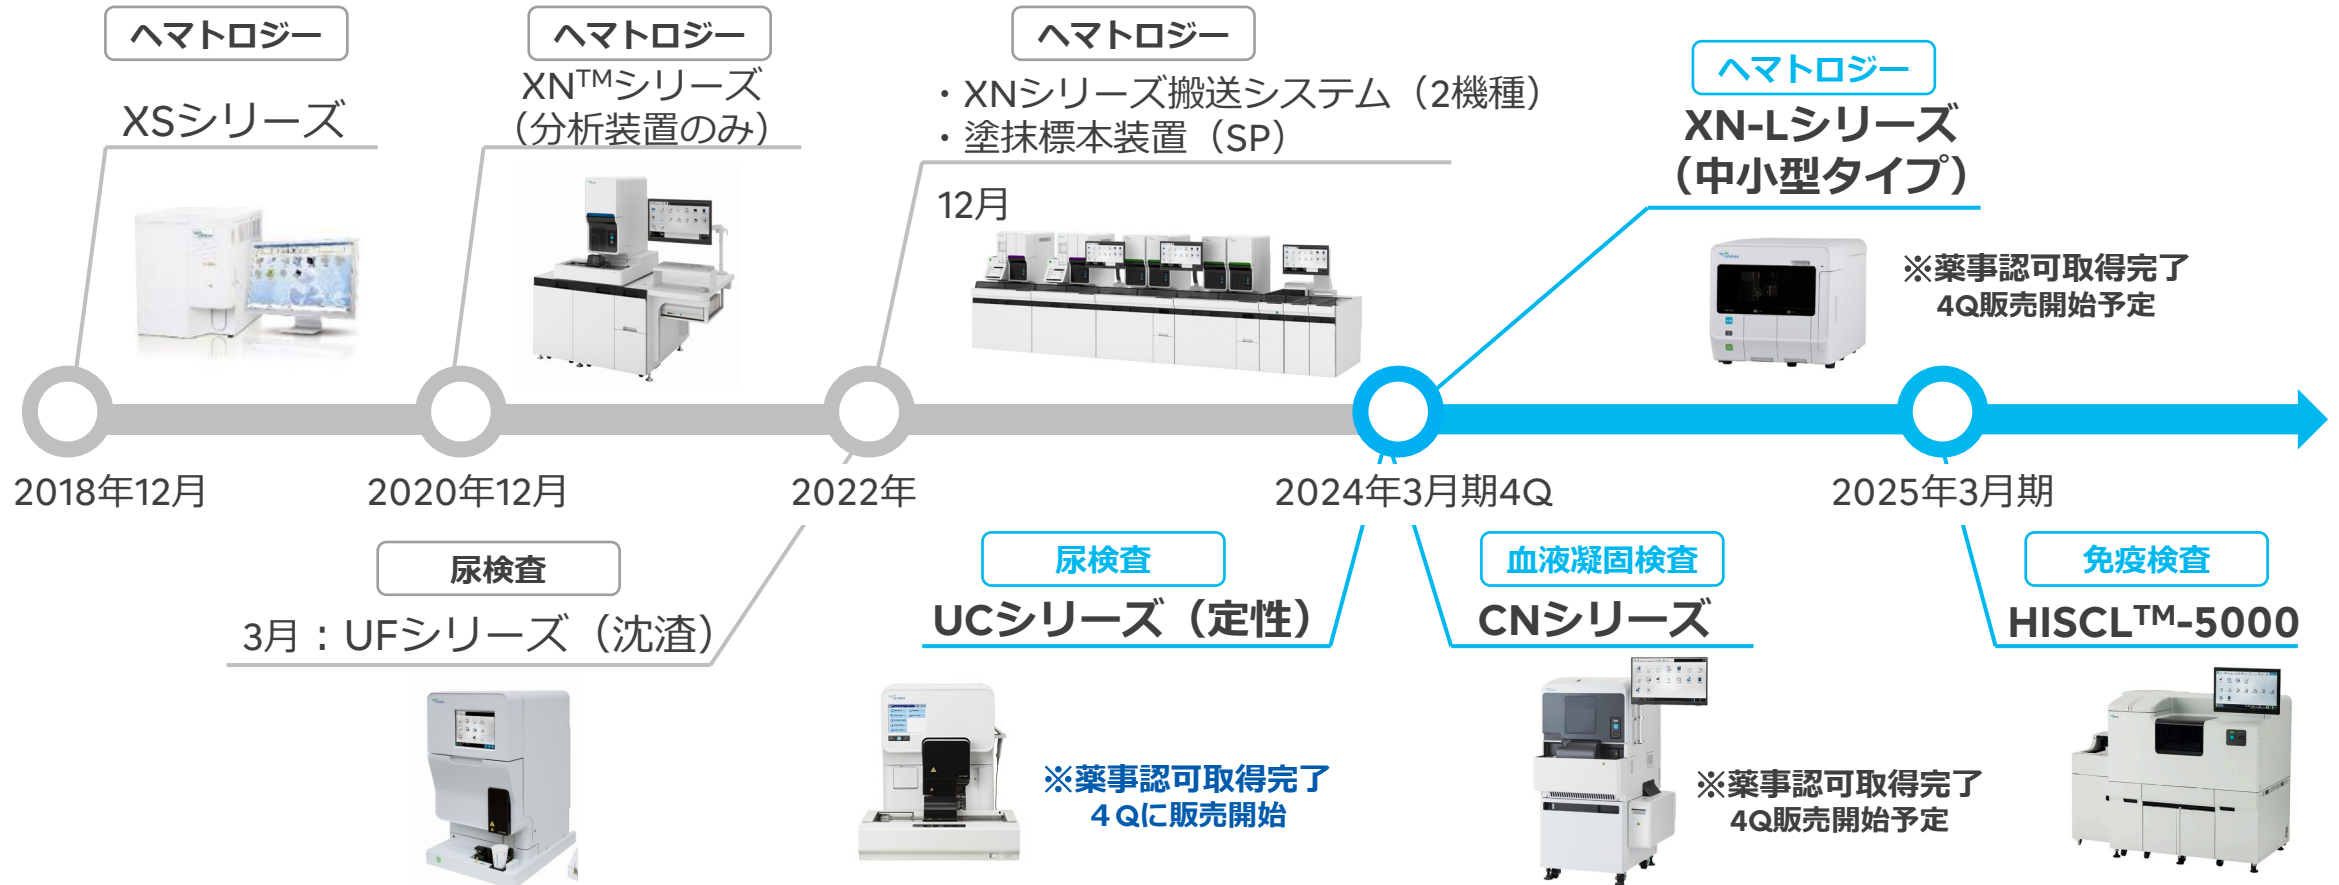 ヘマトロジー
XSシリーズ
ヘマトロジー
XN™シリーズ
（分析装置のみ）
ヘマトロジー
・XNシリーズ搬送システム（2機種）
・塗抹標本装置（SP）
12月
ヘマトロジー
XN-Lシリーズ
（中小型タイプ）
※薬事認可取得完了
4Q販売開始予定
2018年12月
2020年12月
2022年
2024年3月期4Q
2025年3月期
尿検査
3月：UFシリーズ（沈渣）
尿検査
UCシリーズ（定性）
※薬事認可取得完了
４Qに販売開始
血液凝固検査
CNシリーズ
※薬事認可取得完了
4Q販売開始予定
免疫検査
HISCL™-5000